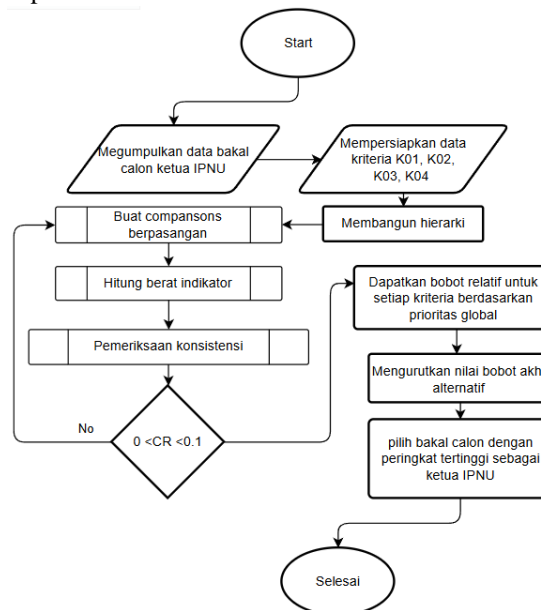 Start
Megumpulkan data bakal
calon ketua IPNU
Mempersiapkan data
kriteria K01, K02,
K03, K04
Buat compansons
berpasangan
Membangun hierarki
Hitung berat indikator
Dapatkan bobot relatif untuk
setiap kriteria berdasarkan
prioritas global
Pemeriksaan konsistensi
Mengurutkan nilai bobot akh
alternatif
No
0 <CR <0.1
pilih bakal calon dengan
peringkat tertinggi sebagai
ketua IPNU
Selesai